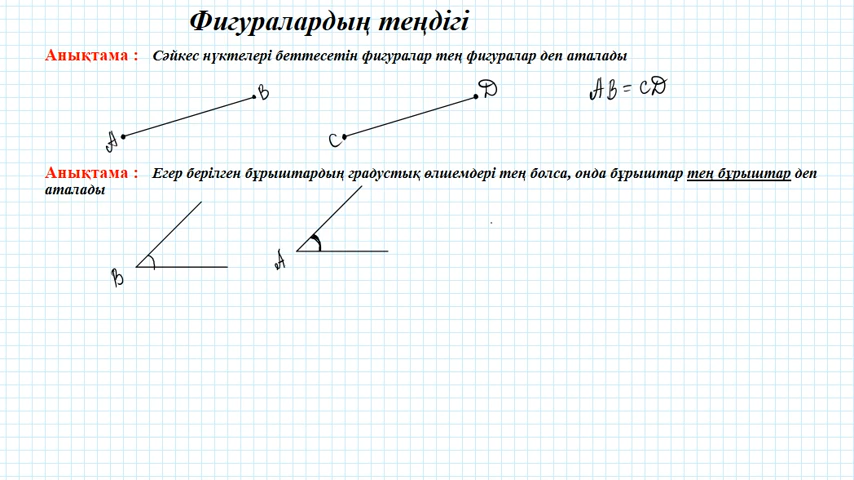 Фигуралардың теңдігі
Анықтама : Сәйкес нүктелері беттесетін фигуралар тең фигуралар деп аталады
A B C D AB = CD
Анықтама : Егер берілген бұрыштардың градустық өлшемдері тең болса, онда бұрыштар тең бұрыштар деп
аталады
B A